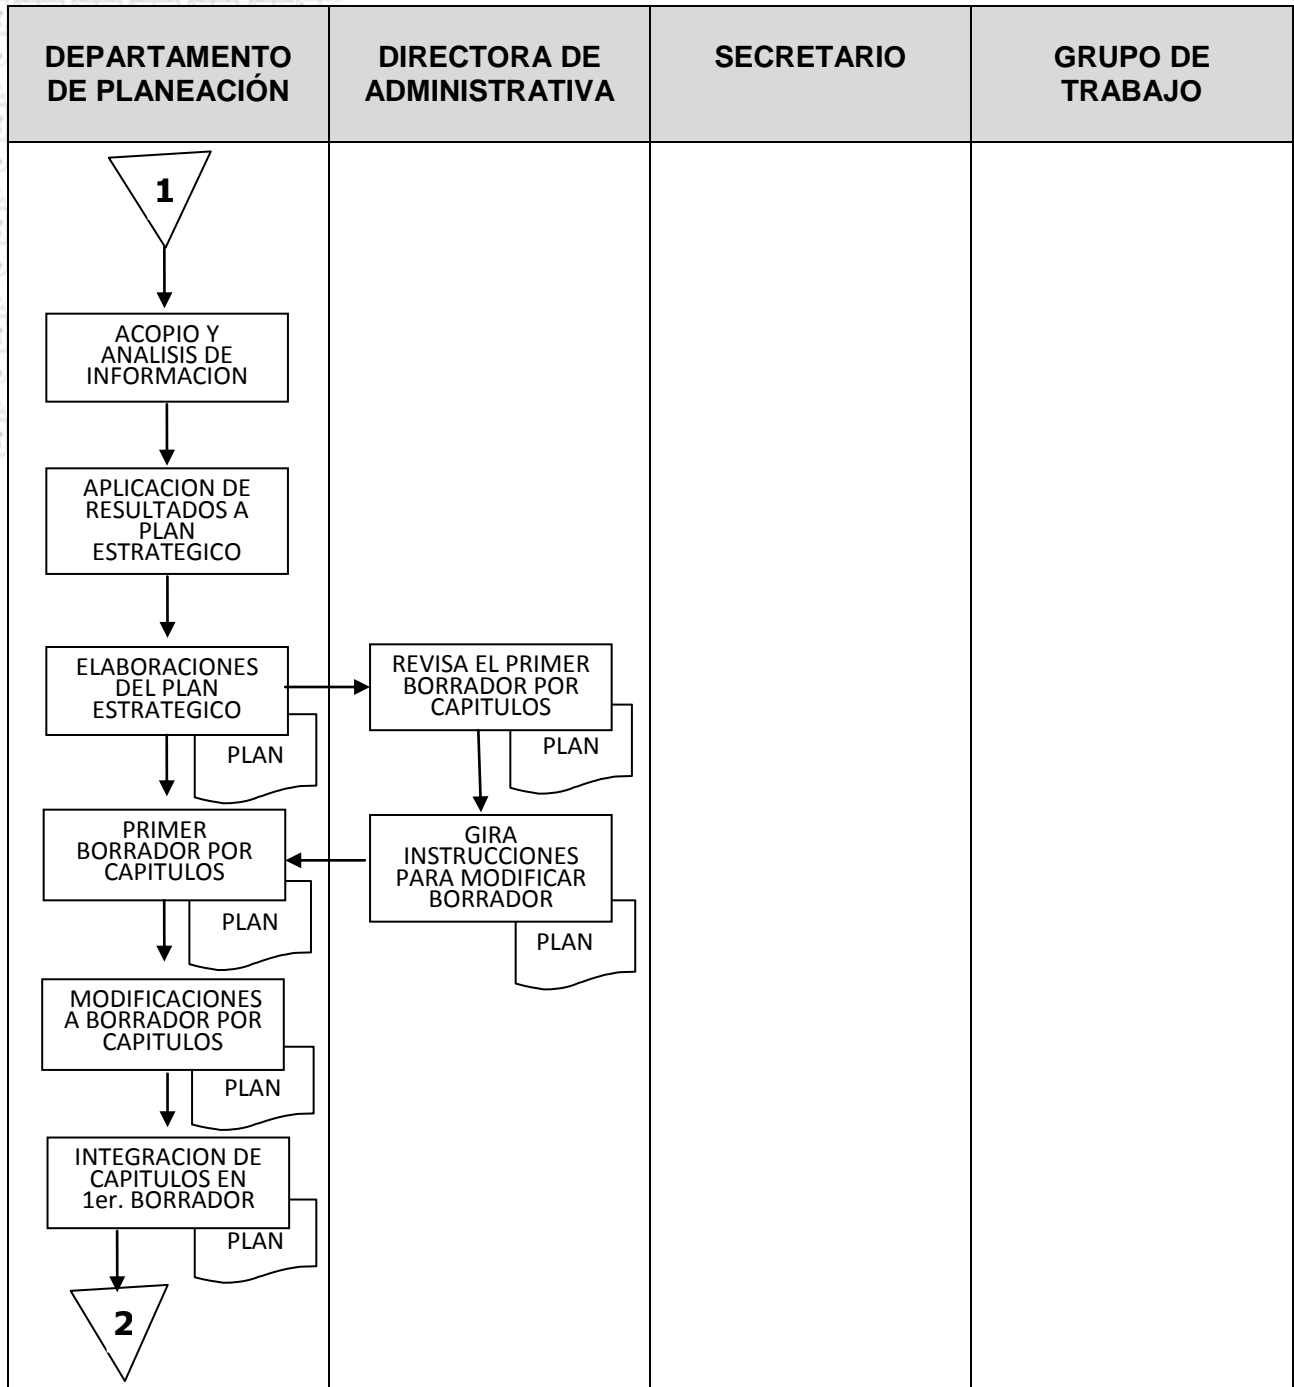 DEPARTAMENTO
DE PLANEACIÓN
DIRECTORA DE
ADMINISTRATIVA
SECRETARIO
GRUPO DE
TRABAJO
1
ACOPIO Y
ANALISIS DE
INFORMACION
APLICACION DE
RESULTADOS A
PLAN
ESTRATEGICO
ELABORACIONES
DEL PLAN
ESTRATEGICO
PLAN
REVISA EL PRIMER
BORRADOR POR
CAPITULOS
PLAN
PRIMER
BORRADOR POR
CAPITULOS
PLAN
GIRA
INSTRUCCIONES
PARA MODIFICAR
BORRADOR
PLAN
MODIFICACIONES
A BORRADOR POR
CAPITULOS
PLAN
INTEGRACION DE
CAPITULOS EN
1er. BORRADOR
PLAN
2